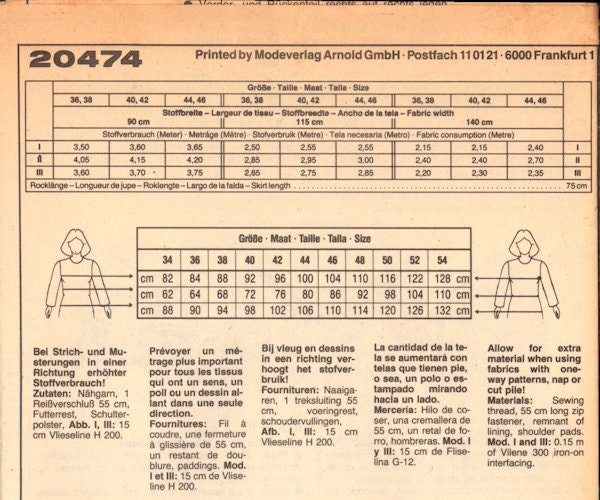 Vorder- und Rückenteil rechts auf rechts legen
20474 Printed by Modeverlag Arnold GmbH · Postfach 11 01 21 · 6000 Frankfurt 1
Größe · Taille · Maat · Talla · Size
36, 38 40, 42 44, 46 36, 38 40, 42 44, 46 36, 38 40, 42 44, 46
Stoffbreite – Largeur de tissu – Stoffbreedte – Ancho de la tela – Fabric width
90 cm 115 cm 140 cm
Stoffverbrauch (Meter) · Metráge (Mètre) · Stofverbruik (Metre) · Tela necesaria (Metro) · Fabric consumption (Metre)
I 3,50 3,60 3,65 2,50 2,55 2,55 2,15 2,15 2,40 I
II 4,05 4,15 4,20 2,85 2,95 3,00 2,40 2,40 2,70 II
III 3,60 3,70 3,75 2,65 2,75 2,85 2,20 2,30 2,35 III
Rocklänge – Longueur de jupe – Roklengte – Largo de la falda – Skirt length 75 cm
Größe · Maat · Taille · Talla · Size
34 36 38 40 42 44 46 48 50 52 54
cm 82 84 88 92 96 100 104 110 116 122 128 cm
cm 62 64 68 72 76 80 86 92 98 104 110 cm
cm 88 90 94 98 102 106 110 114 120 126 132 cm
Bei Strich- und Mu-
sterungen in einer
Richtung erhöhter
Stoffverbrauch!
Zutaten: Nähgarn, 1
Reißverschluß 55 cm,
Futterrest, Schulter-
polster, Abb. I, III: 15
cm Vlieseline H 200.
Prévoyer un mé-
trage plus important
pour tous les tissus
qui ont un sens, un
poil ou un dessin al-
lant dans une seule
direction.
Fournitures: Fil à
coudre, une fermeture
à glissière de 55 cm,
un restant de dou-
blure, paddings. Mod.
I et III: 15 cm de Vlise-
line H 200.
Bij vleug en dessins
in een richting ver-
hoogt het stofver-
bruik!
Fournituren: Naaiga-
ren, 1 treksluiting 55
cm, voeringrest,
schoudervullingen,
Afb. I, III: 15 cm
Vlieseline H 200.
La cantidad de la te-
la se aumentará con
telas que tienen pie,
o sea, un polo o es-
tampado mirando
hacia un lado.
Mercería: Hilo de co-
ser, una cremallera de
55 cm, un retal de fo-
rro, hombreras. Mod. I
y III: 15 cm de Flise-
lina G-12.
Allow for extra
material when using
fabrics with one-
way patterns, nap or
cut pile!
Materials: Sewing
thread, 55 cm long zip
fastener, remnant of
lining, shoulder pads.
Mod. I and III: 0.15 m
of Vilene 300 iron-on
interfacing.